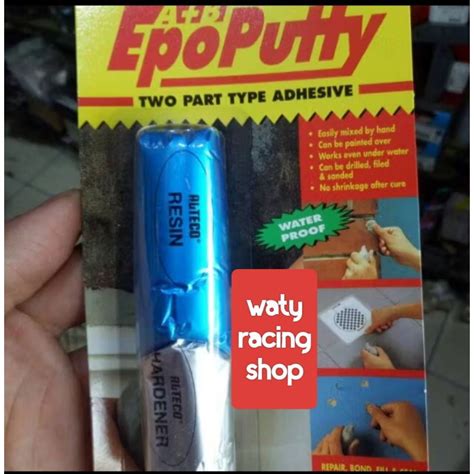 A+B
EpoPutty
TWO PART TYPE ADHESIVE
• Easily mixed by hand
• Can be painted over
• Works even under water
• Can be drilled, filed
& sanded
• No shrinkage after cure
ALTECO®
RESIN
WATER
PROOF
waty
racing
shop
ALTECO®
HARDENER
REPAIR, BOND, FILL &